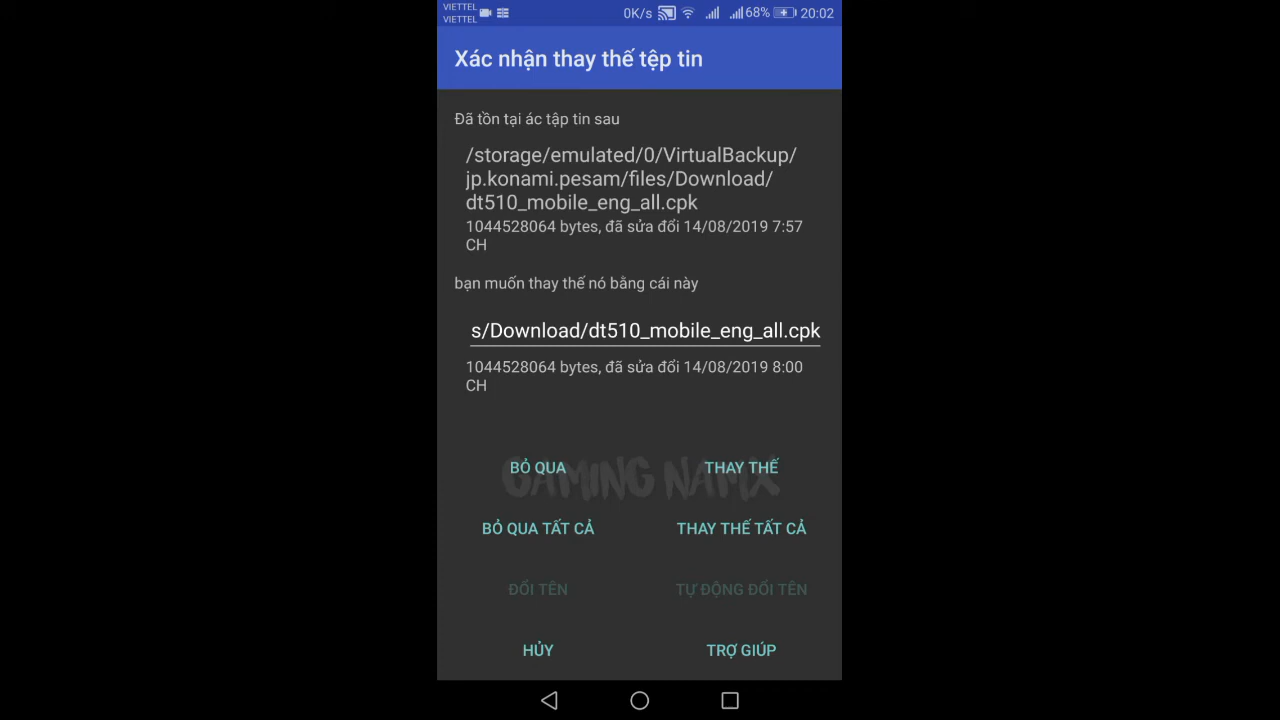 VIETTEL
VIETTEL
0K/s
68%
20:02
Xác nhận thay thế tệp tin
Đã tồn tại ác tập tin sau
/storage/emulated/0/VirtualBackup/
jp.konami.pesam/files/Download/
dt510_mobile_eng_all.cpk
1044528064 bytes, đã sửa đổi 14/08/2019 7:57
CH
bạn muốn thay thế nó bằng cái này
s/Download/dt510_mobile_eng_all.cpk
1044528064 bytes, đã sửa đổi 14/08/2019 8:00
CH
BỎ QUA
THAY THẾ
GAMING NAMX
BỎ QUA TẤT CẢ
THAY THẾ TẤT CẢ
ĐỔI TÊN
TỰ ĐỘNG ĐỔI TÊN
HỦY
TRỢ GIÚP